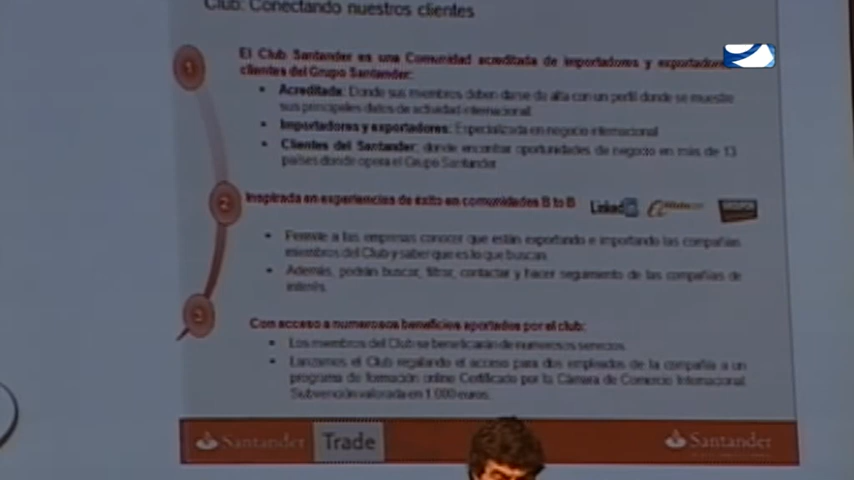 Club: Conectando nuestros clientes
1
El Club Santander es una Comunidad acreditada de importadores y exportadores
clientes del Grupo Santander:
• Acreditada: Donde sus miembros deben darse de alta con un perfil donde se muestre
sus principales datos de actividad internacional
• Importadores y exportadores: Especializada en negocio internacional
• Clientes del Santander: donde encontrar oportunidades de negocio en más de 13
países donde opera el Grupo Santander
2
Inspirada en experiencias de éxito en comunidades B to B
Linked in
• Permite a las empresas conocer que están exportando e importando las compañías
miembros del Club y saber que es lo que buscan
• Además, podrán buscar, filtrar, contactar y hacer seguimiento de las compañías de
interés
3
Con acceso a numerosos beneficios aportados por el club:
• Los miembros del Club se beneficiarán de numerosos servicios
• Lanzamos el Club regalando el acceso para dos empleados de la compañía a un
programa de formación online Certificado por la Cámara de Comercio Internacional.
Subvención valorada en 1.000 euros.
Santander Trade
Santander